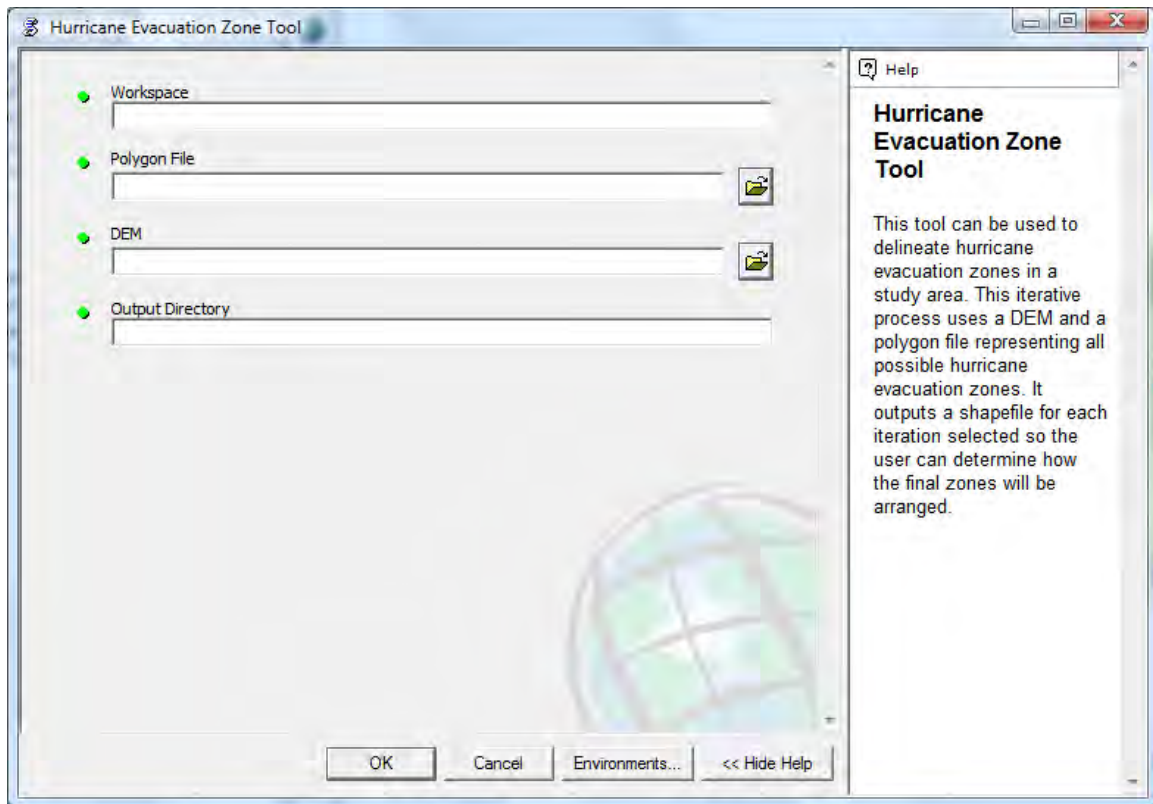 Hurricane Evacuation Zone Tool
Workspace
Polygon File
DEM
Output Directory
OK
Cancel
Environments...
<< Hide Help
Help
Hurricane
Evacuation Zone
Tool
This tool can be used to
delineate hurricane
evacuation zones in a
study area. This iterative
process uses a DEM and a
polygon file representing all
possible hurricane
evacuation zones. It
outputs a shapefile for each
iteration selected so the
user can determine how
the final zones will be
arranged.